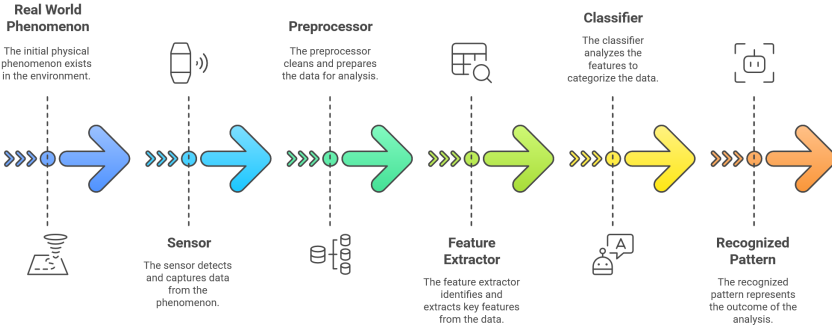 Real World
Phenomenon
The initial physical
phenomenon exists
in the environment.
Sensor
The sensor detects
and captures data
from the
phenomenon.
Preprocessor
The preprocessor
cleans and prepares
the data for analysis.
Feature
Extractor
The feature extractor
identifies and
extracts key features
from the data.
Classifier
The classifier
analyzes the
features to
categorize the data.
A
Recognized
Pattern
The recognized
pattern represents
the outcome of the
analysis.